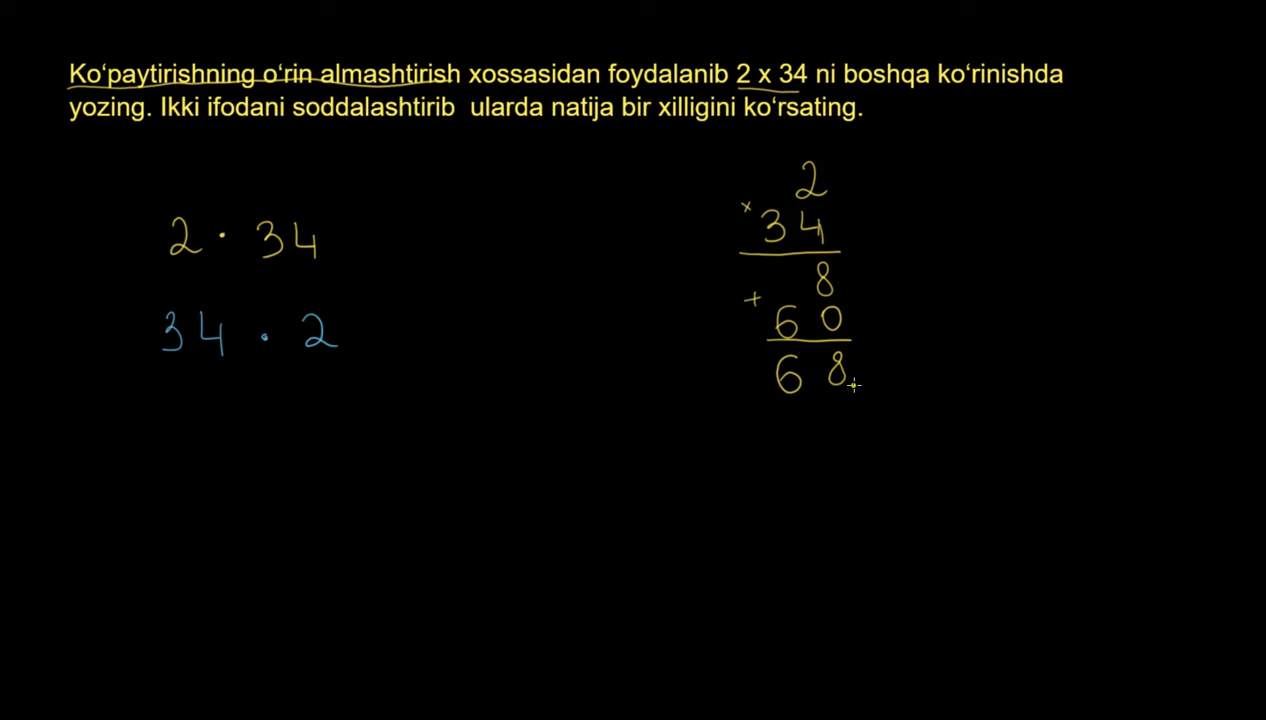 Ko‘paytirishning o‘rin almashtirish xossasidan foydalanib 2 x 34 ni boshqa ko‘rinishda
yozing. Ikki ifodani soddalashtirib ularda natija bir xilligini ko‘rsating.
2 · 34
34 · 2
2
× 34
8
+ 60
68